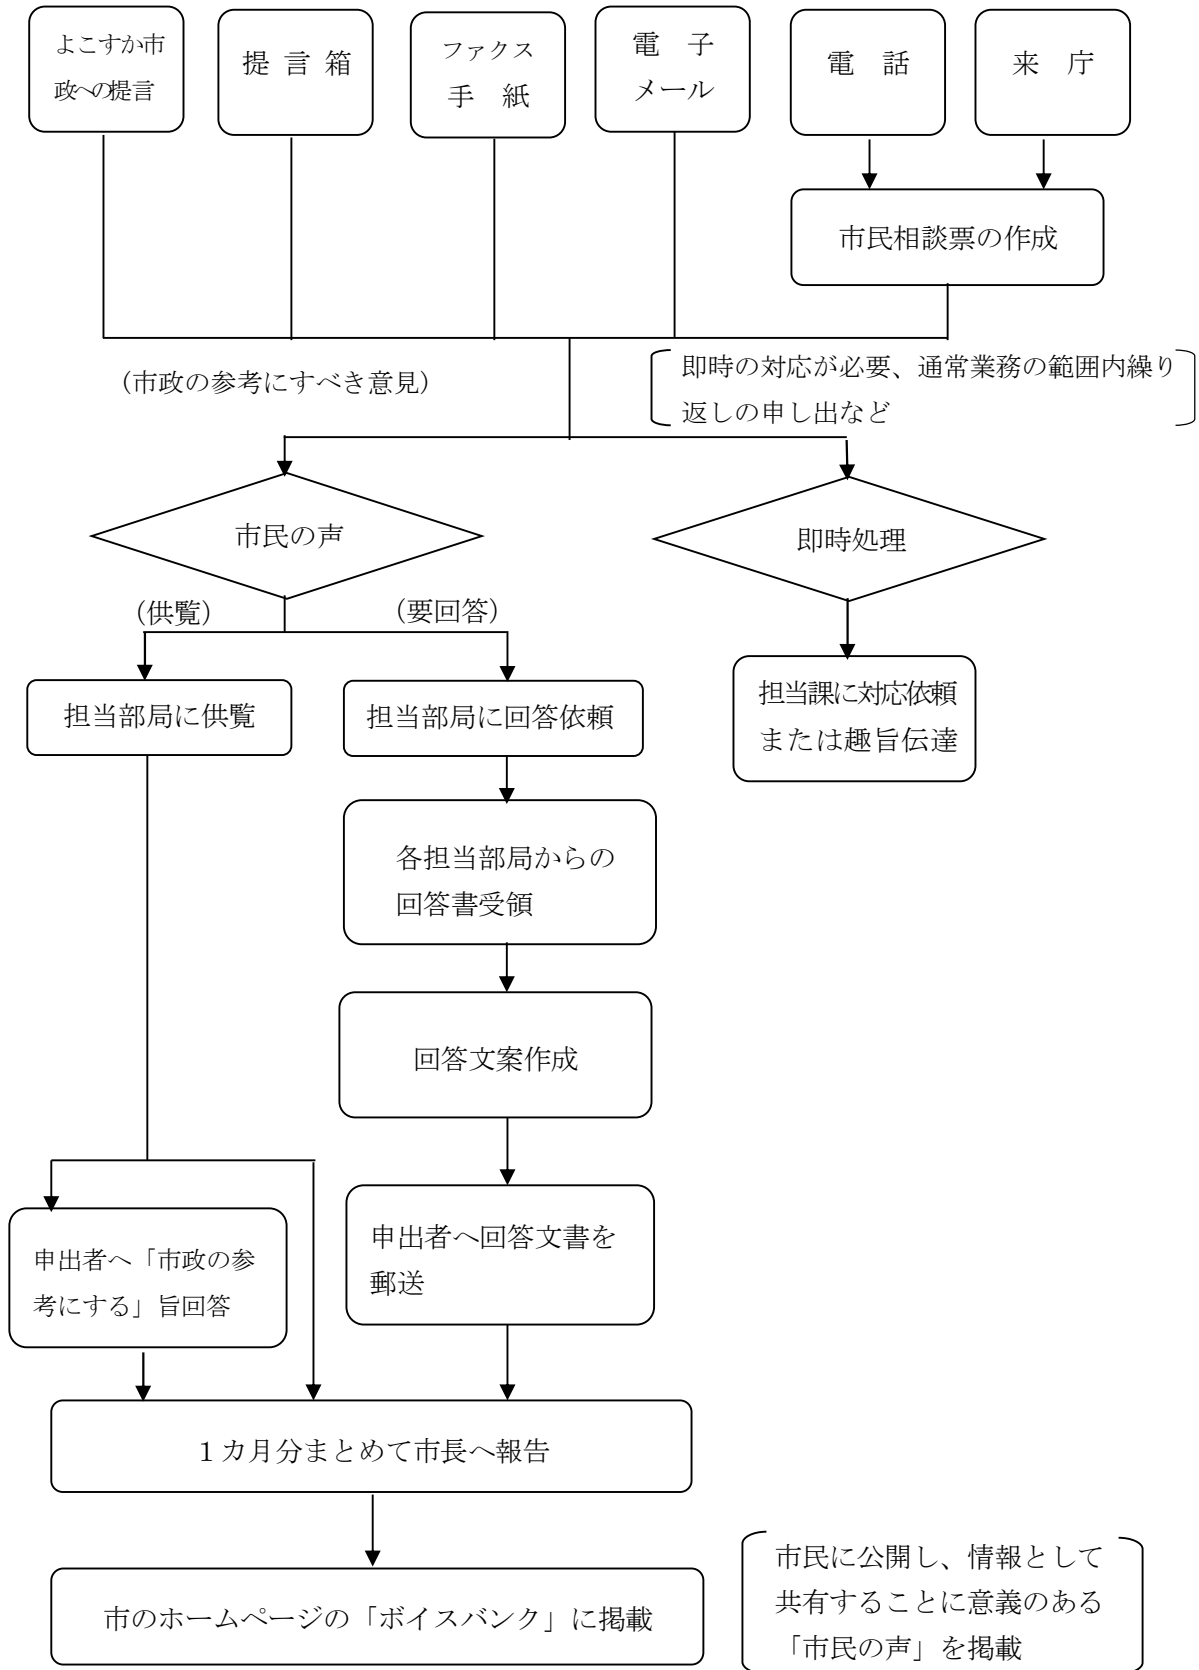 よこすか市
政への提言
提 言 箱
ファクス
手 紙
電 子
メール
電 話
来 庁
市民相談票の作成
(市政の参考にすべき意見)
即時の対応が必要、通常業務の範囲内繰り
返しの申し出など
市民の声
即時処理
(供覧)
(要回答)
担当部局に供覧
担当部局に回答依頼
担当課に対応依頼
または趣旨伝達
各担当部局からの
回答書受領
回答文案作成
申出者へ「市政の参
考にする」旨回答
申出者へ回答文書を
郵送
1カ月分まとめて市長へ報告
市のホームページの「ボイスバンク」に掲載
市民に公開し、情報として
共有することに意義のある
「市民の声」を掲載